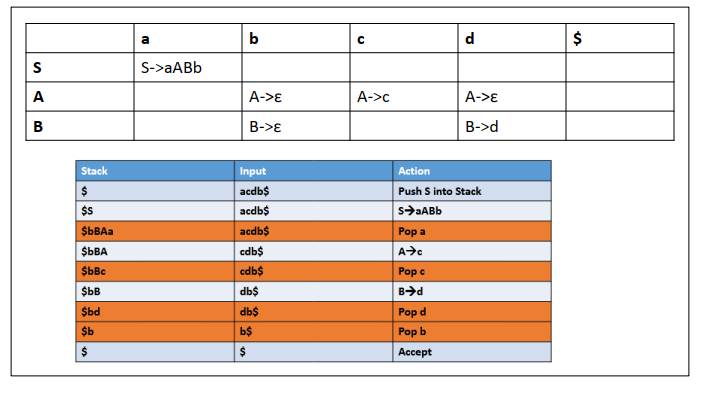 a b c d $
S S->aABb
A A->ε A->c A->ε
B B->ε B->d
Stack Input Action
$ acdb$ Push S into Stack
$S acdb$ S→aABb
$bBAa acdb$ Pop a
$bBA cdb$ A→c
$bBc cdb$ Pop c
$bB db$ B→d
$bd db$ Pop d
$b b$ Pop b
$ $ Accept